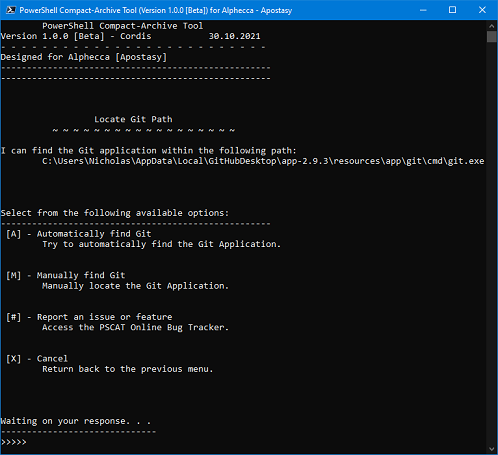 PowerShell Compact-Archive Tool (Version 1.0.0 [Beta]) for Alphecca - Apostasy
PowerShell Compact-Archive Tool
Version 1.0.0 [Beta] - Cordis 30.10.2021
- - - - - - - - - - - - - - - - - - - - - - - - - -
Designed for Alphecca [Apostasy]
----------------------------------------------------
----------------------------------------------------
Locate Git Path
~ ~ ~ ~ ~ ~ ~ ~ ~ ~ ~ ~ ~ ~ ~ ~ ~ ~
I can find the Git application within the following path:
C:\Users\Nicholas\AppData\Local\GitHubDesktop\app-2.9.3\resources\app\git\cmd\git.exe
Select from the following available options:
----------------------------------------------------
[A] - Automatically find Git
Try to automatically find the Git Application.
[M] - Manually find Git
Manually locate the Git Application.
[#] - Report an issue or feature
Access the PSCAT Online Bug Tracker.
[X] - Cancel
Return back to the previous menu.
Waiting on your response. . .
------------------------------
>>>>>